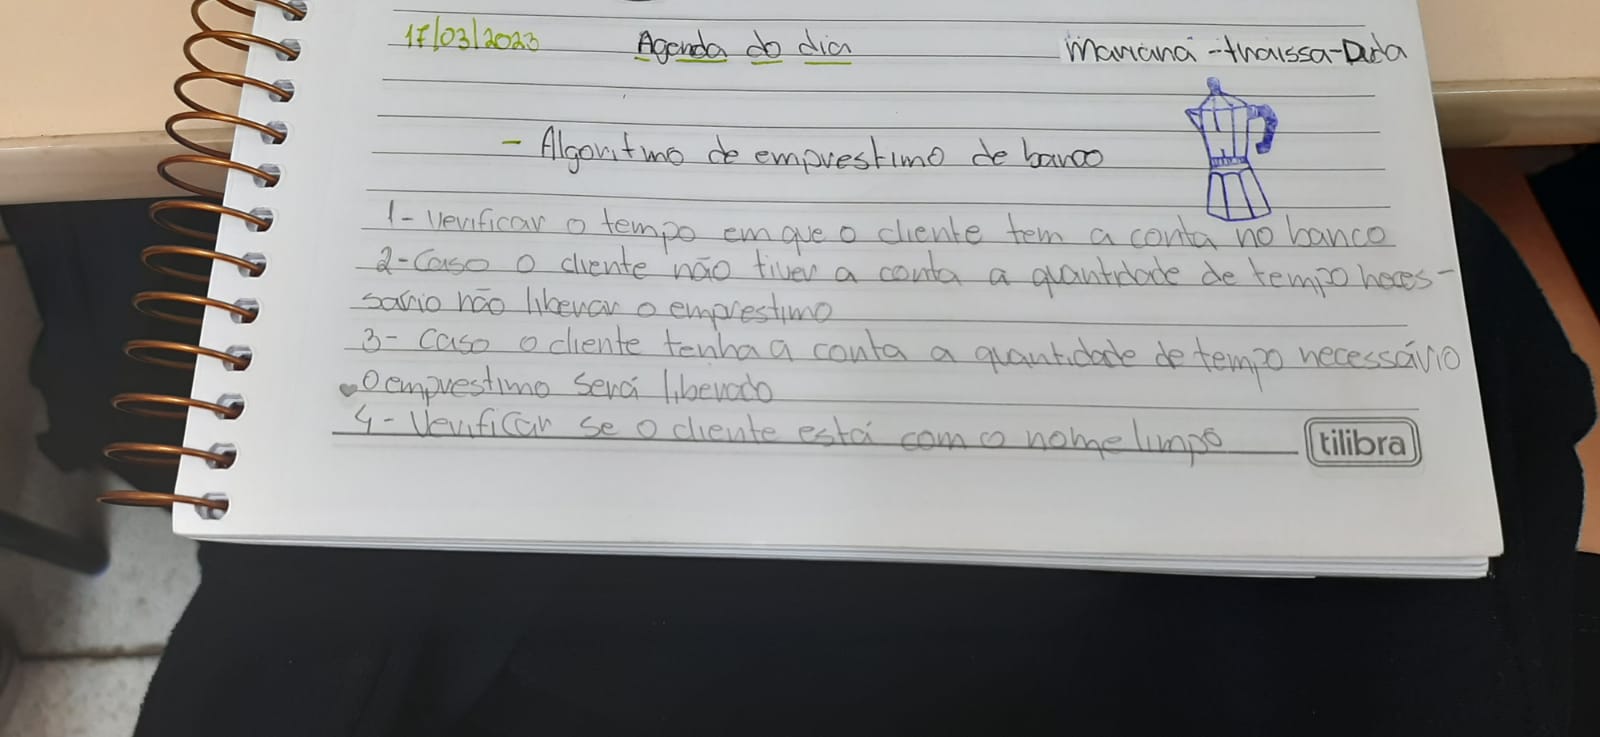 17/03/2023 Agenda do dia Mariana - thaissa - Duda
- Algoritmo de emprestimo de banco
1- Verificar o tempo em que o cliente tem a conta no banco
2- Caso o cliente não tiver a conta a quantidade de tempo neces-
sário não liberar o emprestimo
3- Caso o cliente tenha a conta a quantidade de tempo necessário
O emprestimo será liberado
4- Verificar se o cliente está com o nome limpo
tilibra